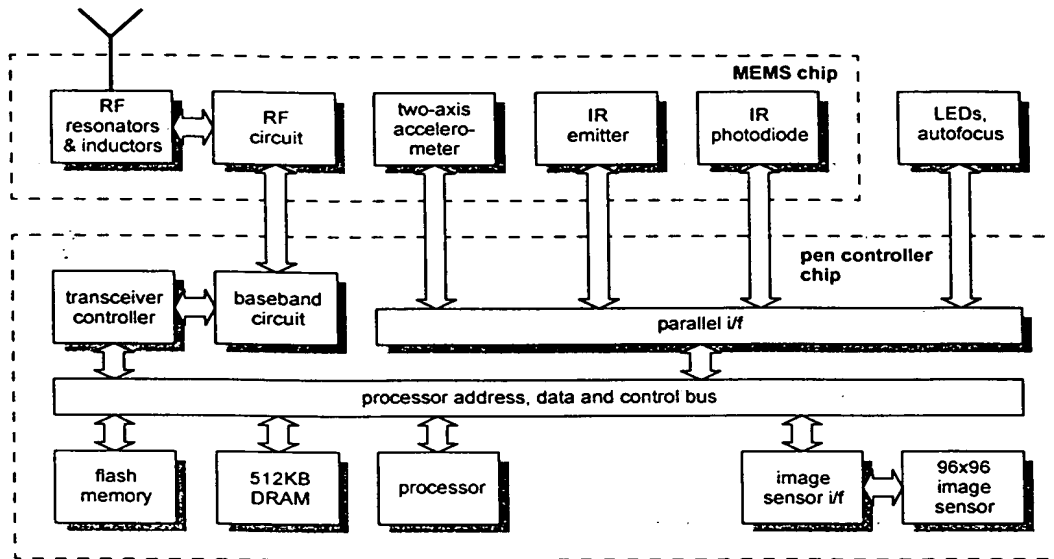 MEMS chip
RF
resonators
& inductors
RF
circuit
two-axis
accelero-
meter
IR
emitter
IR
photodiode
LEDs,
autofocus
pen controller
chip
transceiver
controller
baseband
circuit
parallel i/f
processor address, data and control bus
flash
memory
512KB
DRAM
processor
image
sensor i/f
96x96
image
sensor